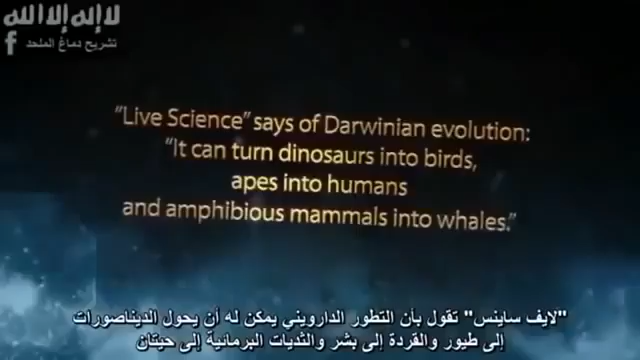 لا إله إلا الله
تشريح دماغ الملحد
"Live Science" says of Darwinian evolution:
"It can turn dinosaurs into birds,
apes into humans
and amphibious mammals into whales."
"لايف ساينس" تقول بأن التطور الدارويني يمكن له أن يحول الديناصورات
إلى طيور والقردة إلى بشر والثديات البرمائية إلى حيتان